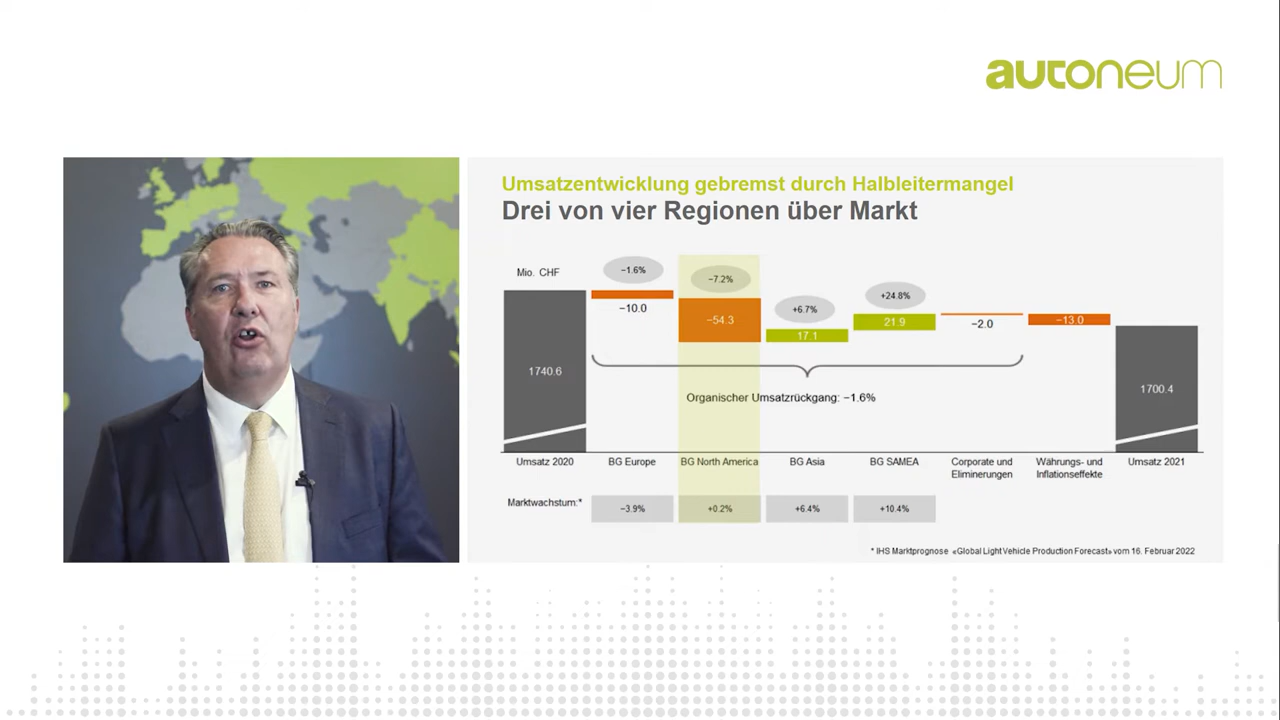 autoneum
Umsatzentwicklung gebremst durch Halbleitermangel
Drei von vier Regionen über Markt
Mio. CHF
−1.6%
−7.2%
+6.7%
+24.8%
1740.6
−10.0
−54.3
17.1
21.9
−2.0
−13.0
1700.4
Organischer Umsatzrückgang: −1.6%
Umsatz 2020
BG Europe
BG North America
BG Asia
BG SAMEA
Corporate und
Eliminerungen
Währungs- und
Inflationseffekte
Umsatz 2021
Marktwachstum:*
−3.9%
+0.2%
+6.4%
+10.4%
* IHS Marktprognose «Global Light Vehicle Production Forecast» vom 16. Februar 2022